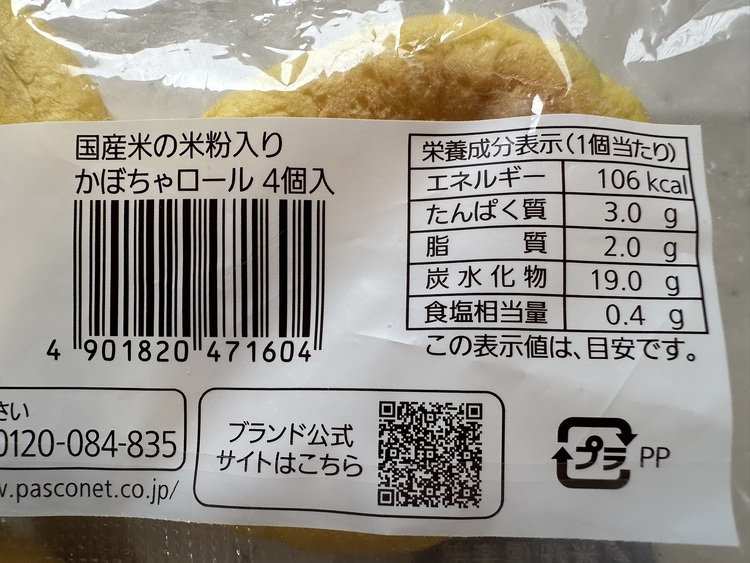 国産米の米粉入り
かぼちゃロール 4個入
4 901820 471604
栄養成分表示(1個当たり)
エネルギー 106 kcal
たんぱく質 3.0 g
脂質 2.0 g
炭水化物 19.0 g
食塩相当量 0.4 g
この表示値は、目安です。
さい
0120-084-835
w.pasconet.co.jp/
ブランド公式
サイトはこちら
プラ PP